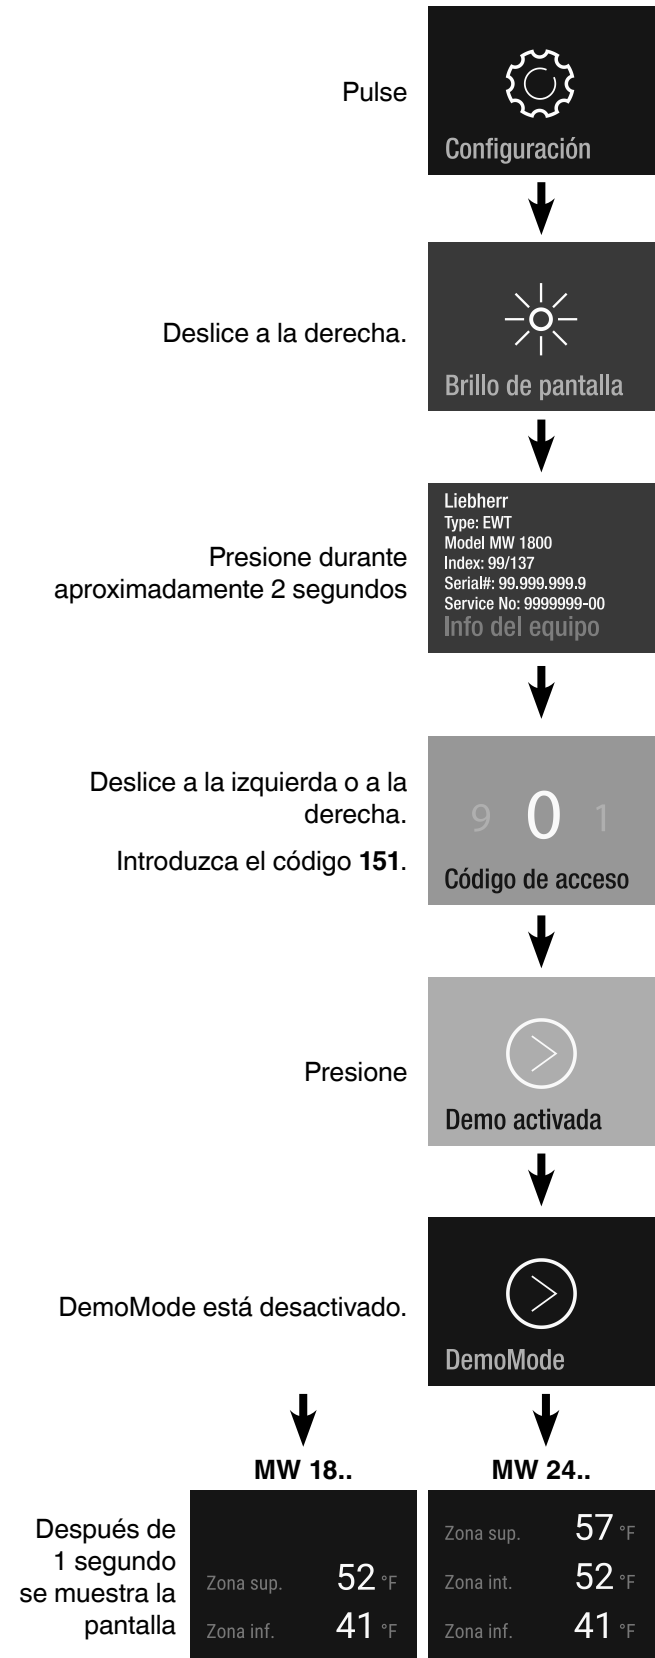 Pulse
Configuración
Deslice a la derecha.
Brillo de pantalla
Presione durante
aproximadamente 2 segundos
Liebherr
Type: EWT
Model MW 1800
Index: 99/137
Serial#: 99.999.999.9
Service No: 9999999-00
Info del equipo
Deslice a la izquierda o a la
derecha.
Introduzca el código 151.
9 0 1
Código de acceso
Presione
Demo activada
DemoMode está desactivado.
DemoMode
MW 18..
MW 24..
Después de
1 segundo
se muestra la
pantalla
Zona sup. 52 °F
Zona inf. 41 °F
Zona sup. 57 °F
Zona int. 52 °F
Zona inf. 41 °F